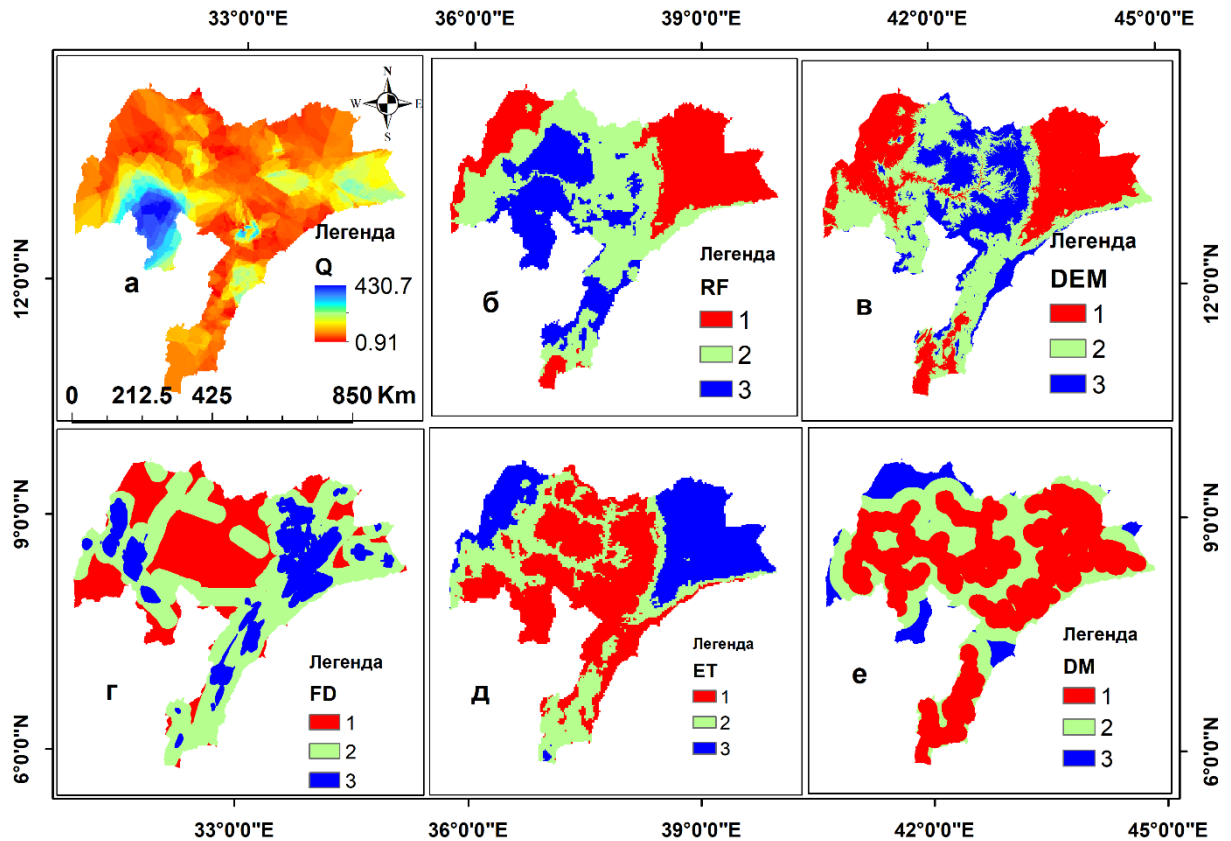 33°0'0"E 36°0'0"E 39°0'0"E 42°0'0"E 45°0'0"E
N
W E
S
Легенда
Q
430.7
0.91
а
0 212.5 425 850 Km
Легенда
RF
1
2
3
б
Легенда
DEM
1
2
3
в
12°0'0"N 12°0'0"N
Легенда
FD
1
2
3
г
Легенда
ET
1
2
3
д
Легенда
DM
1
2
3
е
9°0'0"N 9°0'0"N
6°0'0"N 6°0'0"N
33°0'0"E 36°0'0"E 39°0'0"E 42°0'0"E 45°0'0"E